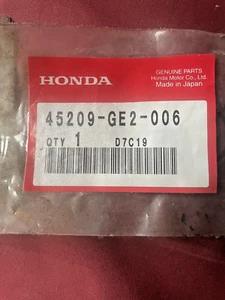 HONDA
GENUINE PARTS
Honda Motor Co., Ltd.
Made in Japan
45209-GE2-006
QTY 1 D7C19